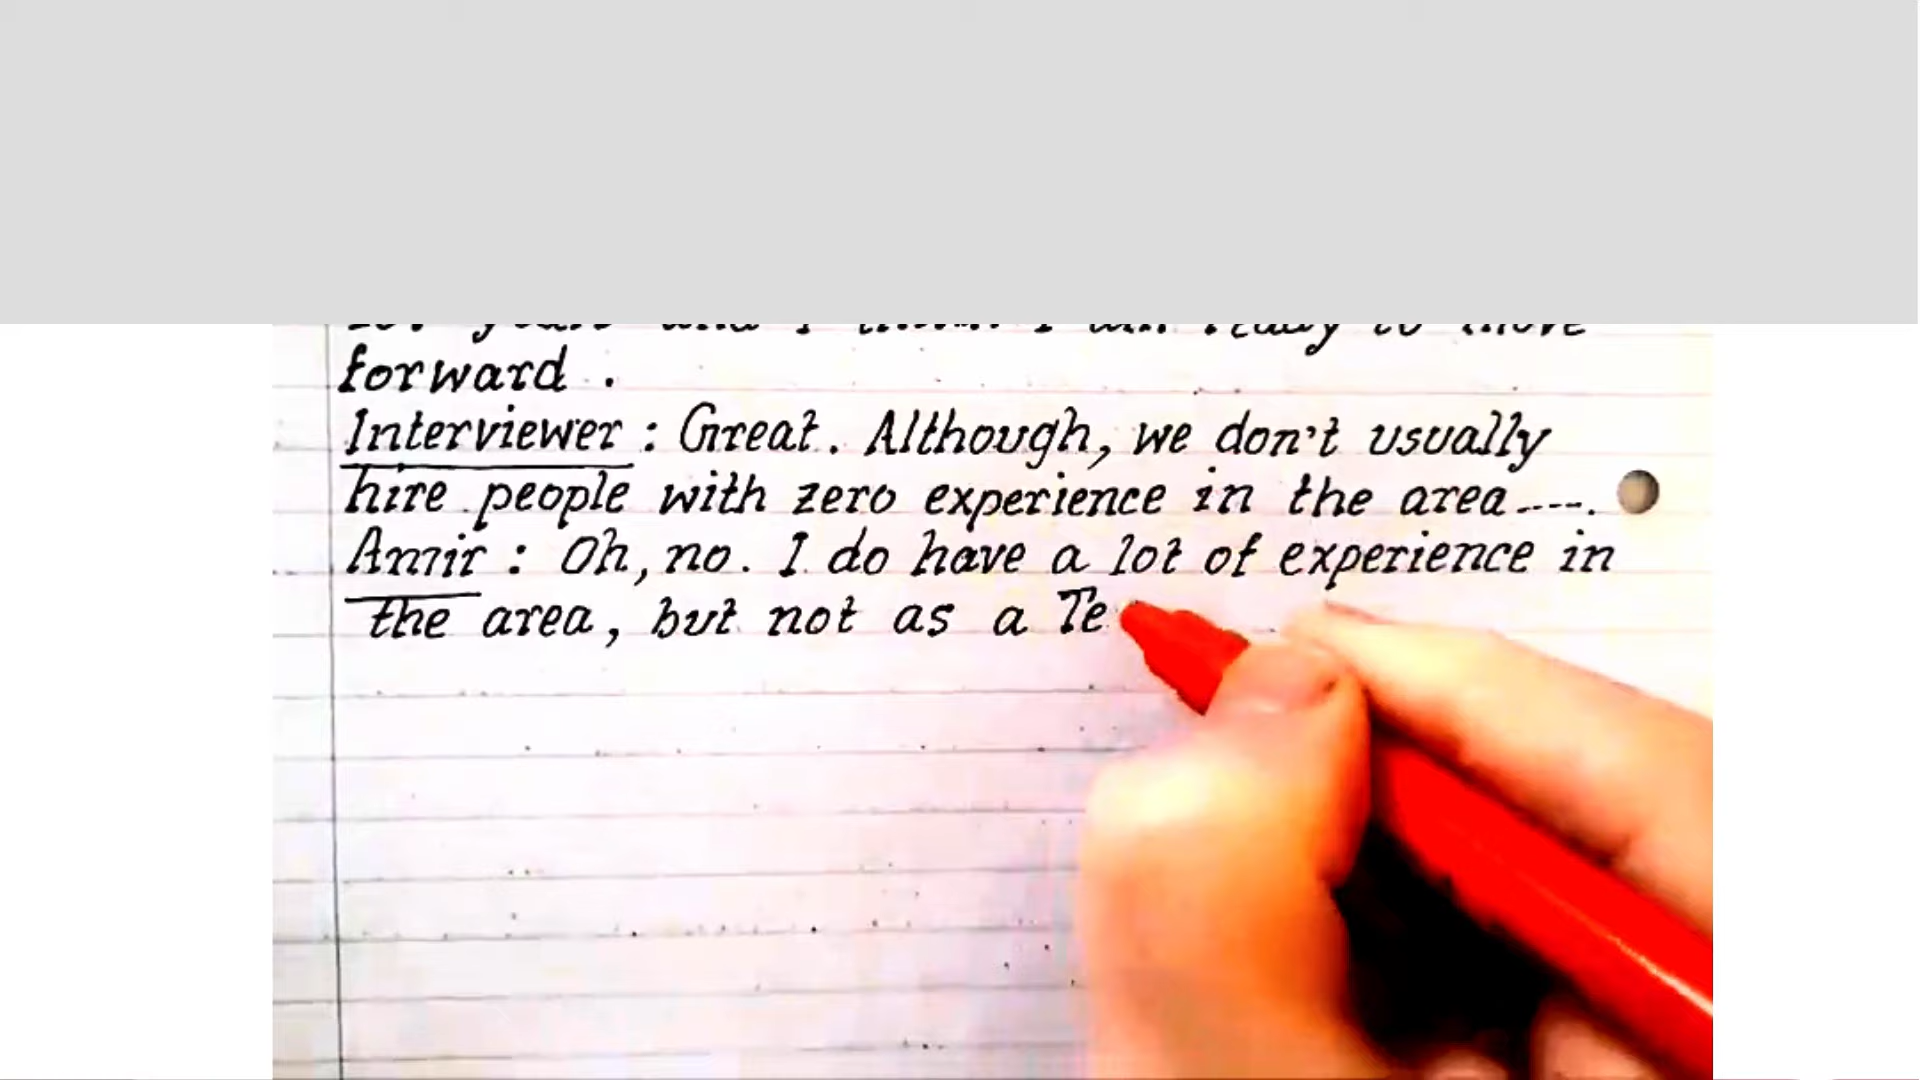 forward .
Interviewer : Great. Although, we don't usually
hire people with zero experience in the area----.
Amir : Oh, no. I do have a lot of experience in
the area, but not as a Te